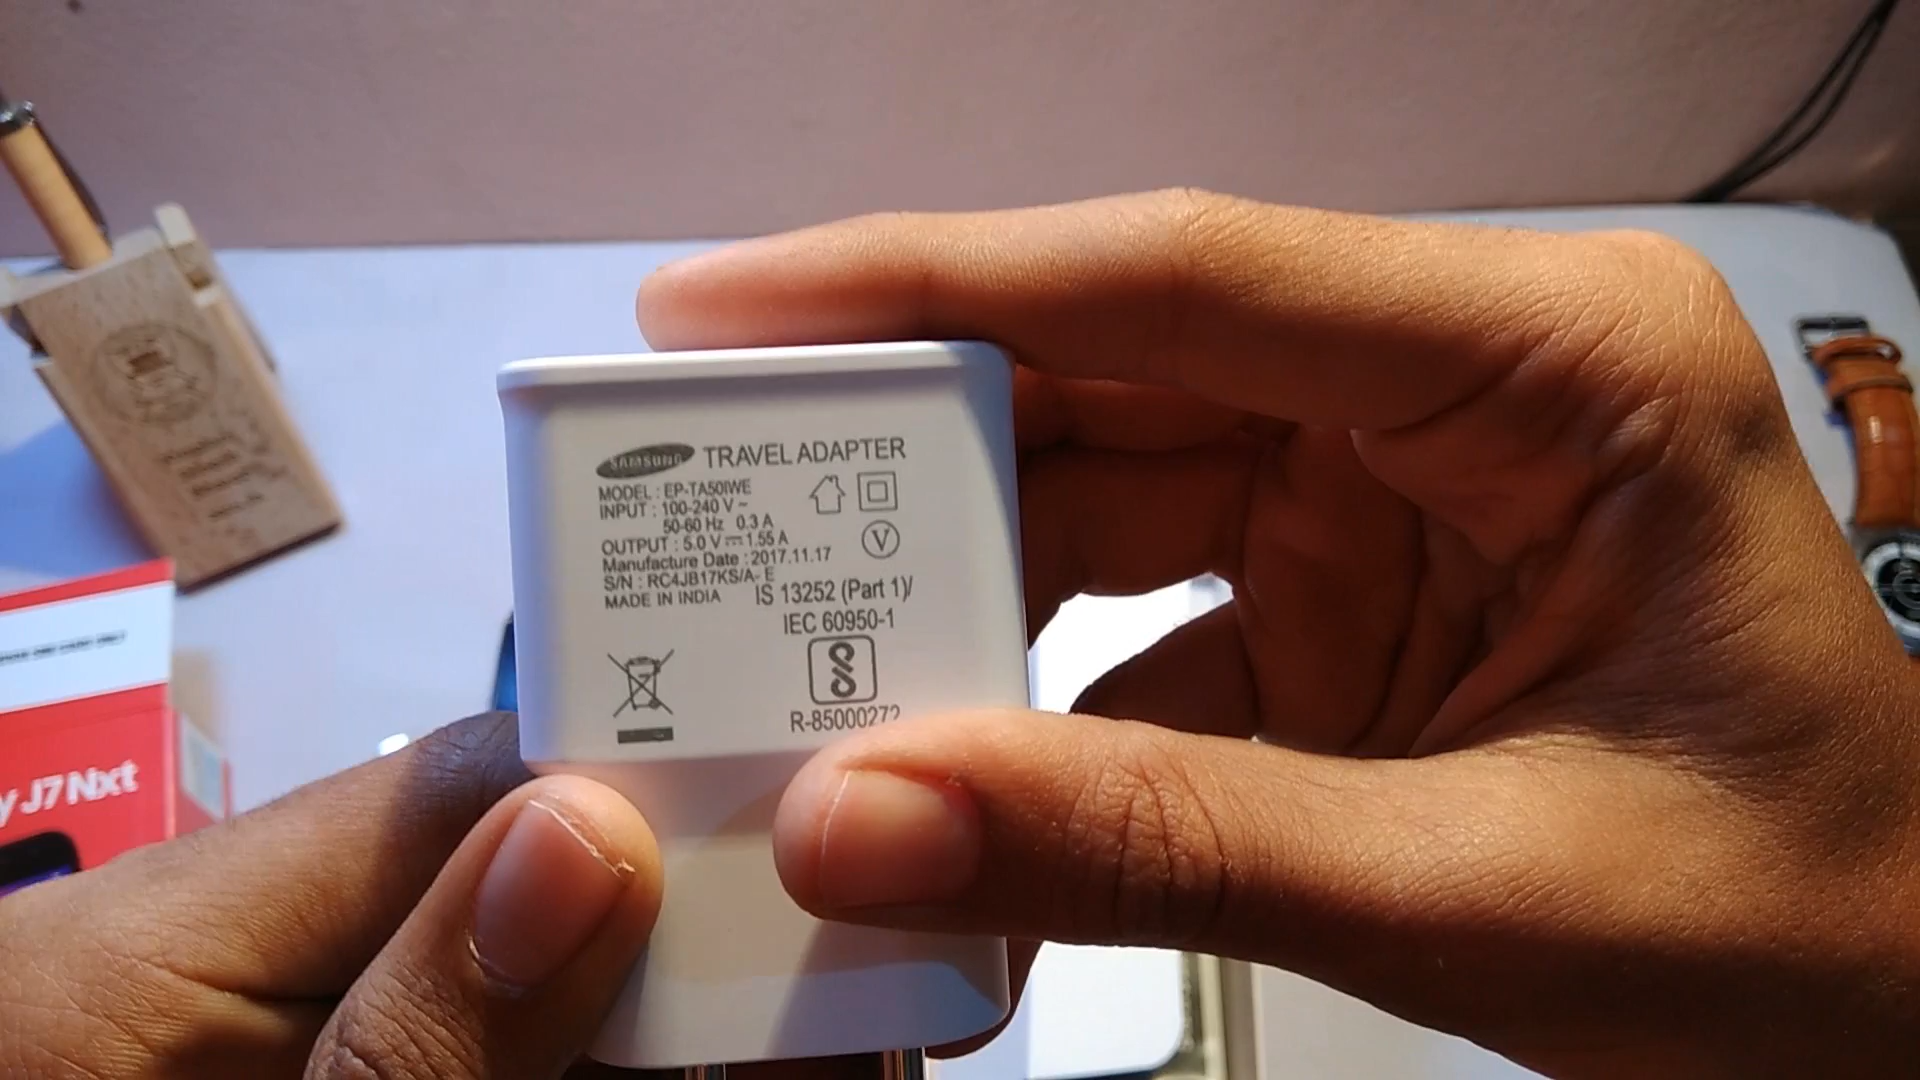 SAMSUNG TRAVEL ADAPTER
MODEL : EP-TA50IWE
INPUT : 100-240 V ~
50-60 Hz 0.3 A
OUTPUT : 5.0 V ⎓ 1.55 A
Manufacture Date : 2017.11.17
S/N : RC4JB17KS/A- E
MADE IN INDIA
IS 13252 (Part 1)/
IEC 60950-1
R-85000272
V
y J7 Nxt